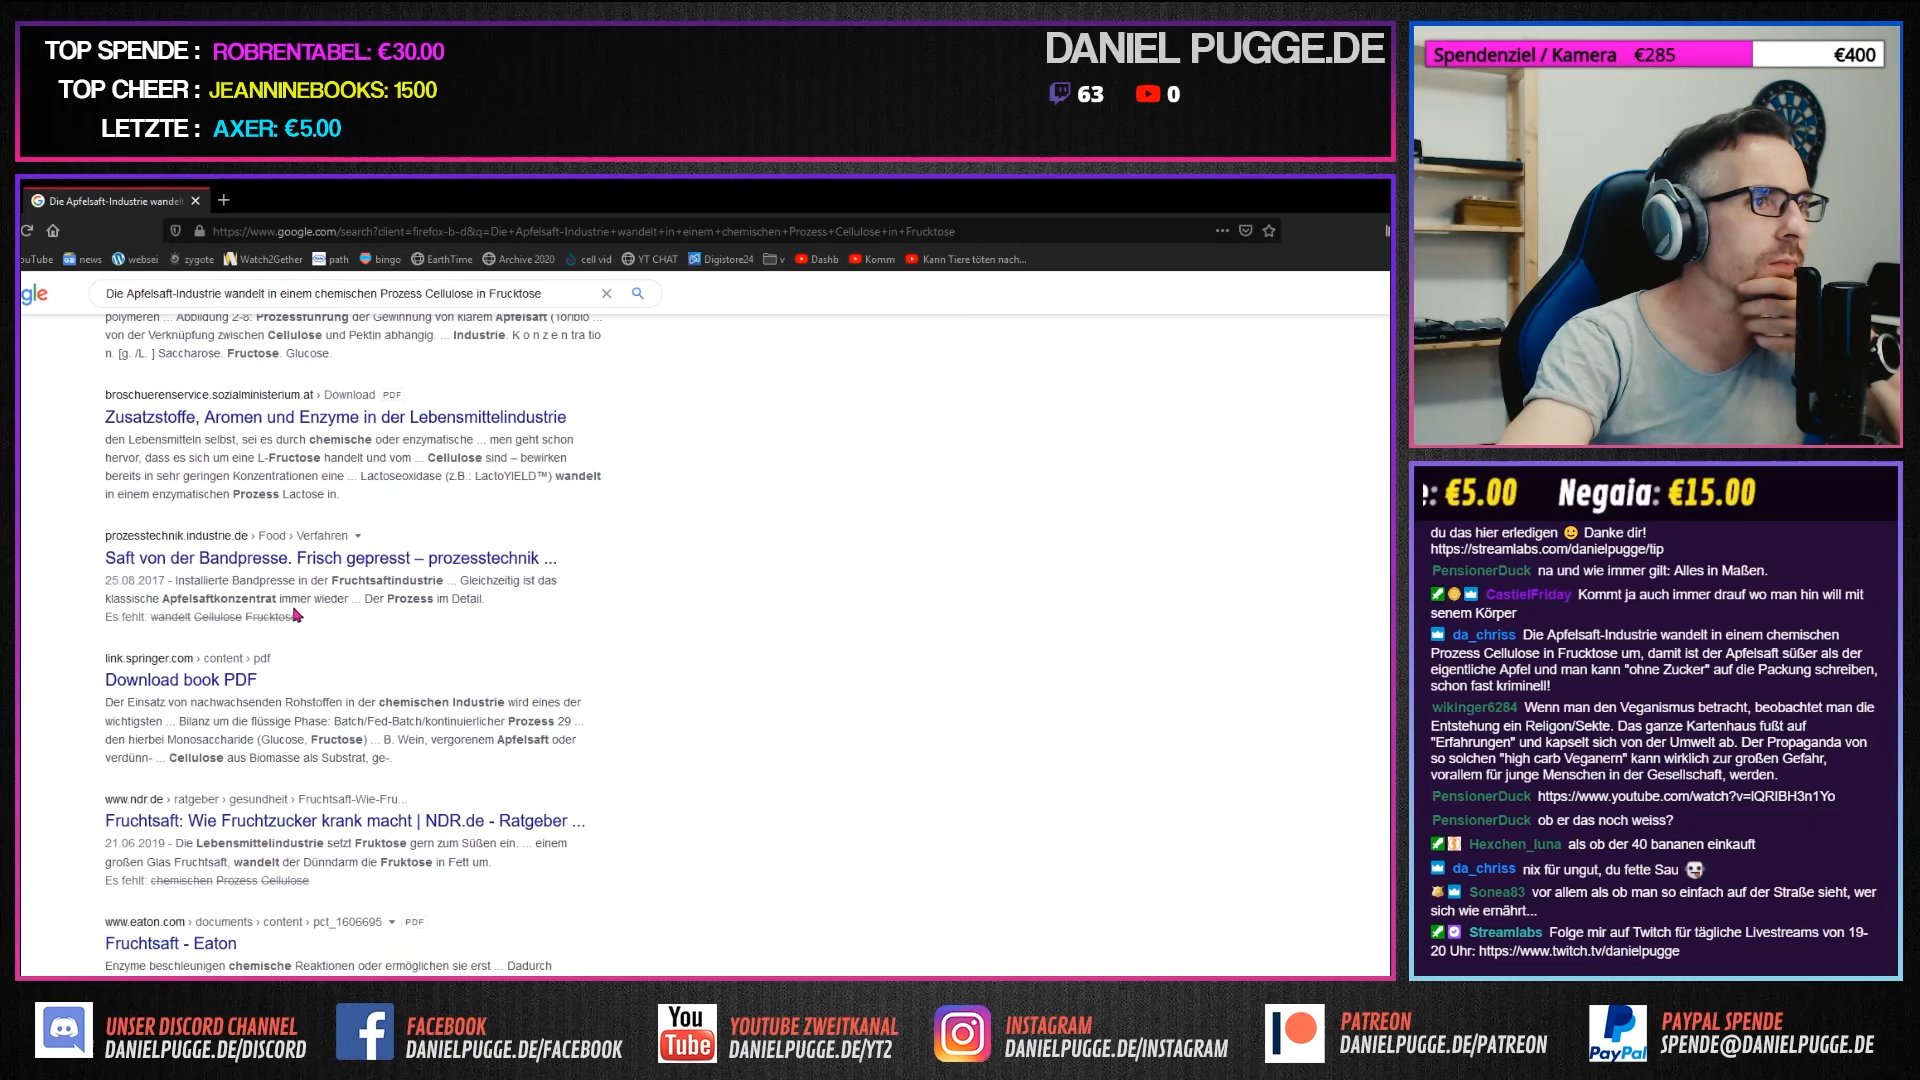 TOP SPENDE : ROBRENTABEL: €30.00
TOP CHEER : JEANNINEBOOKS: 1500
LETZTE : AXER: €5.00
DANIEL PUGGE.DE
63 0
Spendenziel / Kamera €285 €400
Die Apfelsaft-Industrie wandel
https://www.google.com/search?client=firefox-b-d&q=Die+Apfelsaft-Industrie+wandelt+in+einem+chemischen+Prozess+Cellulose+in+Frucktose
ouTube news websei zygote Watch2Gether path bingo EarthTime Archive 2020 cell vid YT CHAT Digistore24 v Dashb Komm Kann Tiere töten nach...
gle Die Apfelsaft-Industrie wandelt in einem chemischen Prozess Cellulose in Frucktose
polymeren ... Abbildung 2-8: Prozessführung der Gewinnung von klarem Apfelsaft (Toribio ...
von der Verknüpfung zwischen Cellulose und Pektin abhängig. ... Industrie. K o n z e n tra tio
n. [g. /L. ] Saccharose. Fructose. Glucose.
broschuerenservice.sozialministerium.at › Download PDF
Zusatzstoffe, Aromen und Enzyme in der Lebensmittelindustrie
den Lebensmitteln selbst, sei es durch chemische oder enzymatische ... men geht schon
hervor, dass es sich um eine L-Fructose handelt und vom ... Cellulose sind – bewirken
bereits in sehr geringen Konzentrationen eine ... Lactoseoxidase (z.B.: LactoYIELD™) wandelt
in einem enzymatischen Prozess Lactose in.
prozesstechnik.industrie.de › Food › Verfahren
Saft von der Bandpresse. Frisch gepresst – prozesstechnik ...
25.08.2017 - Installierte Bandpresse in der Fruchtsaftindustrie ... Gleichzeitig ist das
klassische Apfelsaftkonzentrat immer wieder ... Der Prozess im Detail.
Es fehlt: wandelt Cellulose Frucktose
link.springer.com › content › pdf
Download book PDF
Der Einsatz von nachwachsenden Rohstoffen in der chemischen Industrie wird eines der
wichtigsten ... Bilanz um die flüssige Phase: Batch/Fed-Batch/kontinuierlicher Prozess 29 ...
den hierbei Monosaccharide (Glucose, Fructose) ... B. Wein, vergorenem Apfelsaft oder
verdünn- ... Cellulose aus Biomasse als Substrat, ge-.
www.ndr.de › ratgeber › gesundheit › Fruchtsaft-Wie-Fru...
Fruchtsaft: Wie Fruchtzucker krank macht | NDR.de - Ratgeber ...
21.06.2019 - Die Lebensmittelindustrie setzt Fruktose gern zum Süßen ein. ... einem
großen Glas Fruchtsaft, wandelt der Dünndarm die Fruktose in Fett um.
Es fehlt: chemischen Prozess Cellulose
www.eaton.com › documents › content › pct_1606695 PDF
Fruchtsaft - Eaton
Enzyme beschleunigen chemische Reaktionen oder ermöglichen sie erst ... Dadurch
: €5.00 Negaia: €15.00
du das hier erledigen Danke dir!
https://streamlabs.com/danielpugge/tip
PensionerDuck na und wie immer gilt: Alles in Maßen.
CastielFriday Kommt ja auch immer drauf wo man hin will mit
senem Körper
da_chriss Die Apfelsaft-Industrie wandelt in einem chemischen
Prozess Cellulose in Frucktose um, damit ist der Apfelsaft süßer als der
eigentliche Apfel und man kann "ohne Zucker" auf die Packung schreiben,
schon fast kriminell!
wikinger6284 Wenn man den Veganismus betracht, beobachtet man die
Entstehung ein Religon/Sekte. Das ganze Kartenhaus fußt auf
"Erfahrungen" und kapselt sich von der Umwelt ab. Der Propaganda von
so solchen "high carb Veganern" kann wirklich zur großen Gefahr,
vorallem für junge Menschen in der Gesellschaft, werden.
PensionerDuck https://www.youtube.com/watch?v=lQRIBH3n1Yo
PensionerDuck ob er das noch weiss?
Hexchen_luna als ob der 40 bananen einkauft
da_chriss nix für ungut, du fette Sau
Sonea83 vor allem als ob man so einfach auf der Straße sieht, wer
sich wie ernährt...
Streamlabs Folge mir auf Twitch für tägliche Livestreams von 19-
20 Uhr: https://www.twitch.tv/danielpugge
UNSER DISCORD CHANNEL
DANIELPUGGE.DE/DISCORD
FACEBOOK
DANIELPUGGE.DE/FACEBOOK
You
Tube
YOUTUBE ZWEITKANAL
DANIELPUGGE.DE/YT2
INSTAGRAM
DANIELPUGGE.DE/INSTAGRAM
PATREON
DANIELPUGGE.DE/PATREON
PayPal
PAYPAL SPENDE
SPENDE@DANIELPUGGE.DE